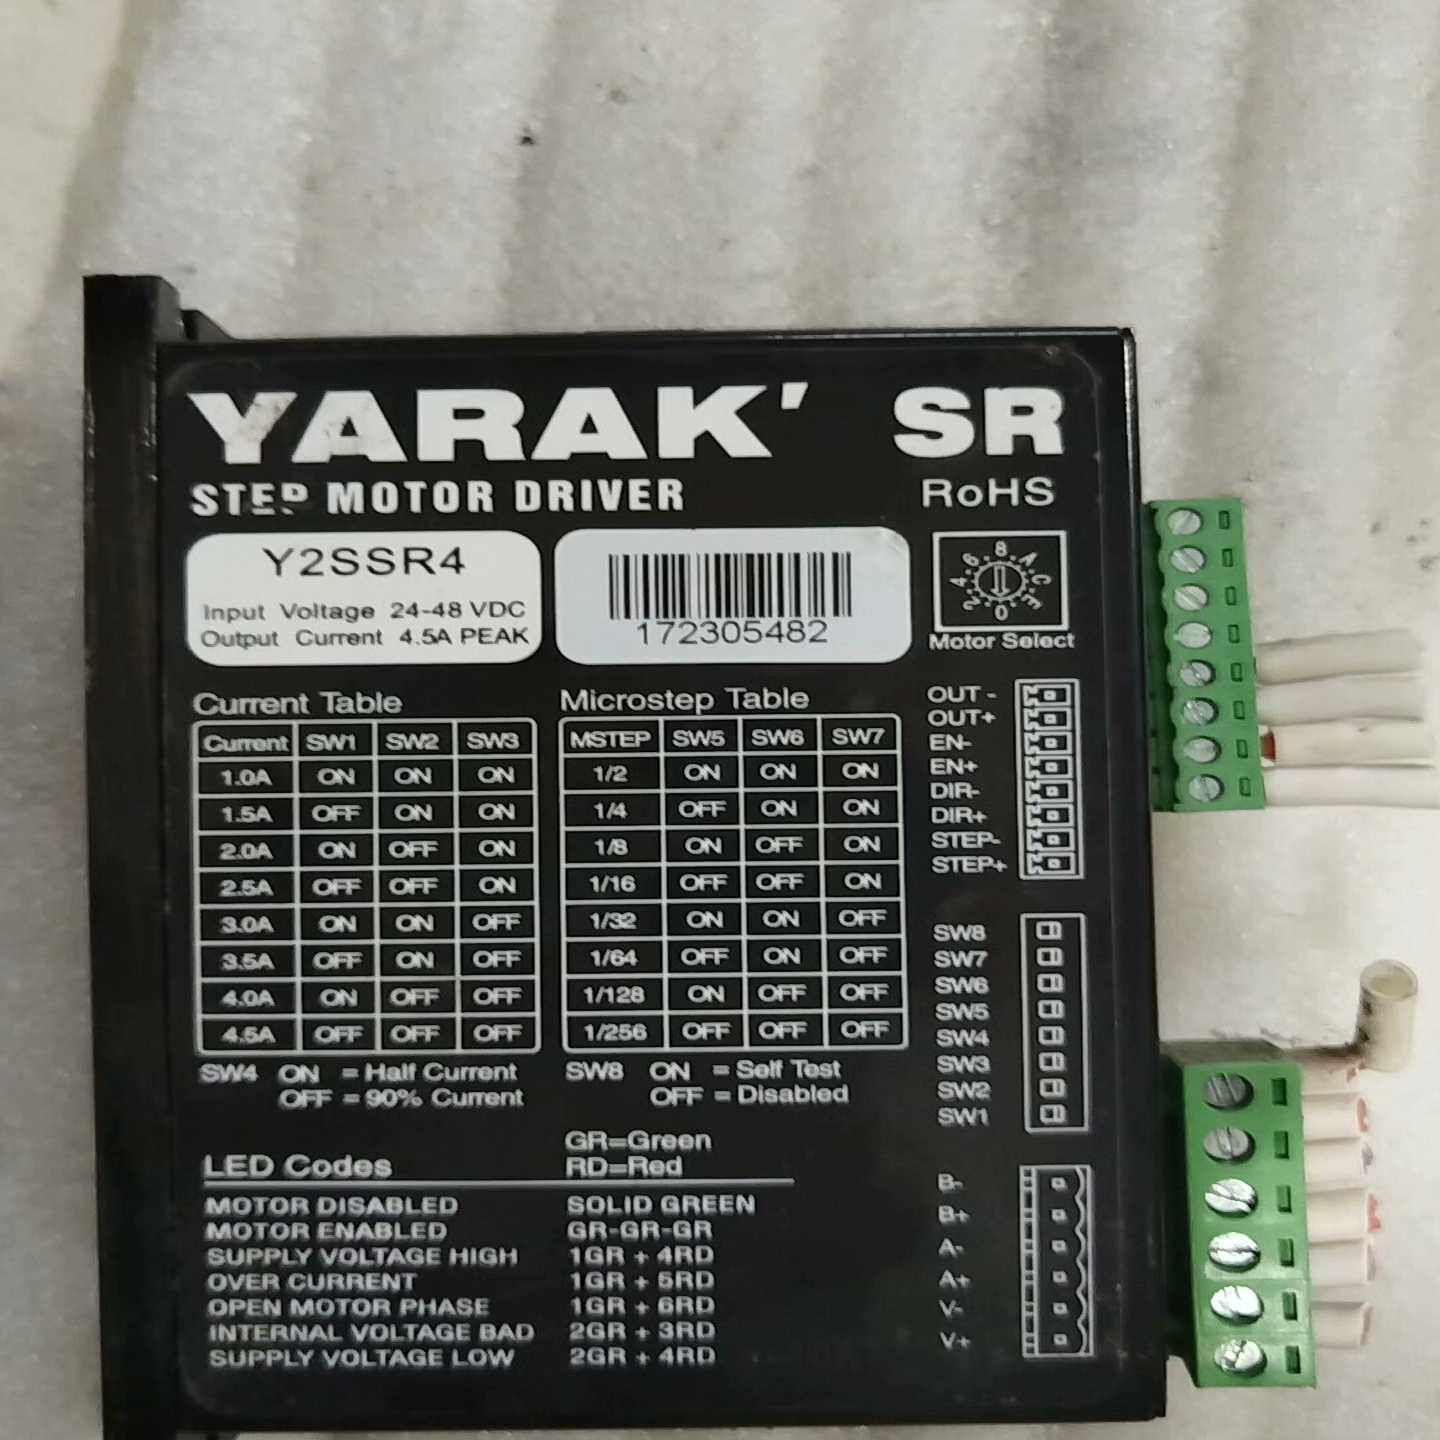 YARAK' SR
STEP MOTOR DRIVER RoHS
Y2SSR4
Input Voltage 24-48 VDC
Output Current 4.5A PEAK
172305482
0 2 4 6 8 A C E
Motor Select
Current Table
Current SW1 SW2 SW3
1.0A ON ON ON
1.5A OFF ON ON
2.0A ON OFF ON
2.5A OFF OFF ON
3.0A ON ON OFF
3.5A OFF ON OFF
4.0A ON OFF OFF
4.5A OFF OFF OFF
SW4 ON = Half Current
OFF = 90% Current
Microstep Table
MSTEP SW5 SW6 SW7
1/2 ON ON ON
1/4 OFF ON ON
1/8 ON OFF ON
1/16 OFF OFF ON
1/32 ON ON OFF
1/64 OFF ON OFF
1/128 ON OFF OFF
1/256 OFF OFF OFF
SW8 ON = Self Test
OFF = Disabled
OUT -
OUT+
EN-
EN+
DIR-
DIR+
STEP-
STEP+
SW8
SW7
SW6
SW5
SW4
SW3
SW2
SW1
B-
B+
A-
A+
V-
V+
GR=Green
LED Codes RD=Red
MOTOR DISABLED SOLID GREEN
MOTOR ENABLED GR-GR-GR
SUPPLY VOLTAGE HIGH 1GR + 4RD
OVER CURRENT 1GR + 5RD
OPEN MOTOR PHASE 1GR + 6RD
INTERNAL VOLTAGE BAD 2GR + 3RD
SUPPLY VOLTAGE LOW 2GR + 4RD